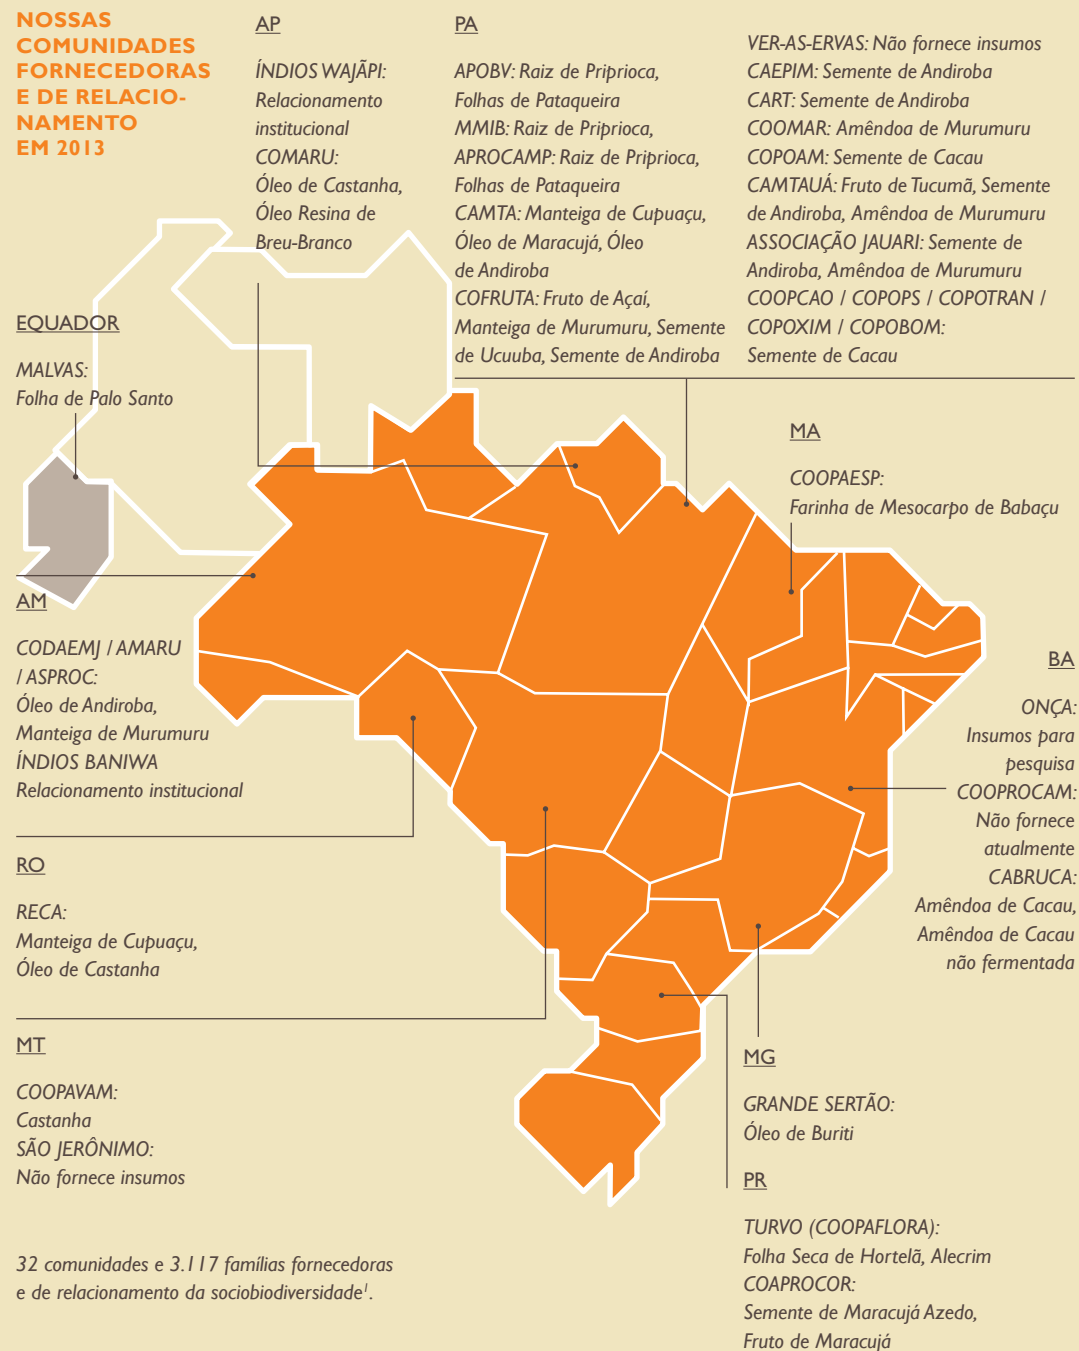 NOSSAS
COMUNIDADES
FORNECEDORAS
E DE RELACIO-
NAMENTO
EM 2013
AP
ÍNDIOS WAJÃPI:
Relacionamento
institucional
COMARU:
Óleo de Castanha,
Óleo Resina de
Breu-Branco
PA
APOBV: Raiz de Priprioca,
Folhas de Pataqueira
MMIB: Raiz de Priprioca,
APROCAMP: Raiz de Priprioca,
Folhas de Pataqueira
CAMTA: Manteiga de Cupuaçu,
Óleo de Maracujá, Óleo
de Andiroba
COFRUTA: Fruto de Açaí,
Manteiga de Murumuru, Semente
de Ucuuba, Semente de Andiroba
VER-AS-ERVAS: Não fornece insumos
CAEPIM: Semente de Andiroba
CART: Semente de Andiroba
COOMAR: Amêndoa de Murumuru
COPOAM: Semente de Cacau
CAMTAUÁ: Fruto de Tucumã, Semente
de Andiroba, Amêndoa de Murumuru
ASSOCIAÇÃO JAUARI: Semente de
Andiroba, Amêndoa de Murumuru
COOPCAO / COPOPS / COPOTRAN /
COPOXIM / COPOBOM:
Semente de Cacau
EQUADOR
MALVAS:
Folha de Palo Santo
MA
COOPAESP:
Farinha de Mesocarpo de Babaçu
AM
CODAEMJ / AMARU
/ ASPROC:
Óleo de Andiroba,
Manteiga de Murumuru
ÍNDIOS BANIWA
Relacionamento institucional
BA
ONÇA:
Insumos para
pesquisa
COOPROCAM:
Não fornece
atualmente
CABRUCA:
Amêndoa de Cacau,
Amêndoa de Cacau
não fermentada
RO
RECA:
Manteiga de Cupuaçu,
Óleo de Castanha
MT
COOPAVAM:
Castanha
SÃO JERÔNIMO:
Não fornece insumos
MG
GRANDE SERTÃO:
Óleo de Buriti
PR
TURVO (COOPAFLORA):
Folha Seca de Hortelã, Alecrim
COAPROCOR:
Semente de Maracujá Azedo,
Fruto de Maracujá
32 comunidades e 3.117 famílias fornecedoras
e de relacionamento da sociobiodiversidade¹.